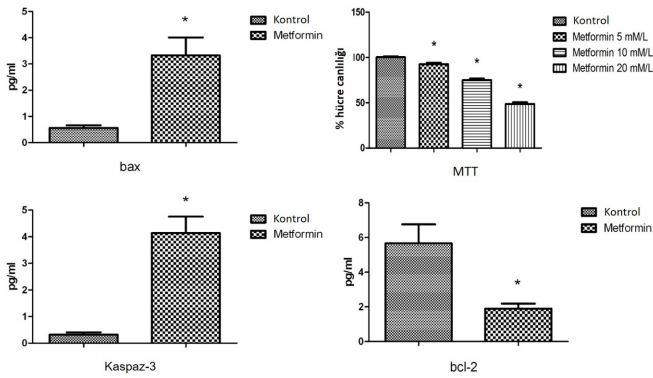 pg/ml
5
4
3
2
1
0
*
bax
Kontrol
Metformin
% hücre canlılığı
150
100
50
0
*
*
*
MTT
Kontrol
Metformin 5 mM/L
Metformin 10 mM/L
Metformin 20 mM/L
pg/ml
5
4
3
2
1
0
*
Kaspaz-3
Kontrol
Metformin
pg/ml
8
6
4
2
0
*
bcl-2
Kontrol
Metformin